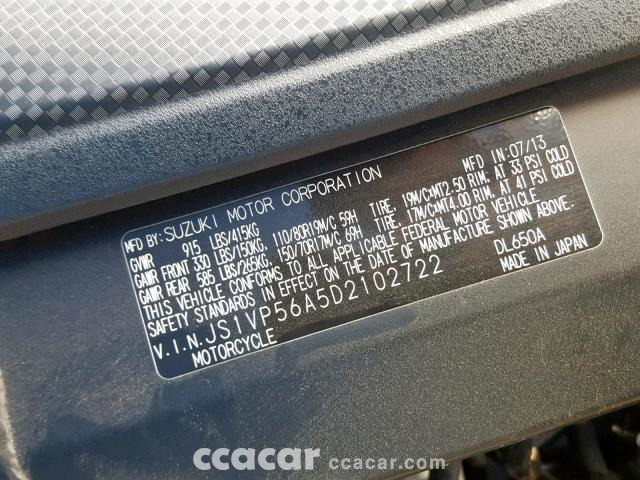 MFD BY:SUZUKI MOTOR CORPORATION MFD IN:07/13
GVWR 915 LBS/415KG
GAWR FRONT 330 LBS/150KG, 110/80R19M/C 59H TIRE, 19M/C×MT2.50 RIM, AT 33 PSI COLD
GAWR REAR 585 LBS/265KG, 150/70R17M/C 69H TIRE, 17M/C×MT4.00 RIM, AT 41 PSI COLD
THIS VEHICLE CONFORMS TO ALL APPLICABLE FEDERAL MOTOR VEHICLE
SAFETY STANDARDS IN EFFECT ON THE DATE OF MANUFACTURE SHOWN ABOVE.
V.I.N.JS1VP56A5D2102722 DL650A
MOTORCYCLE MADE IN JAPAN
ccacar ccacar.com